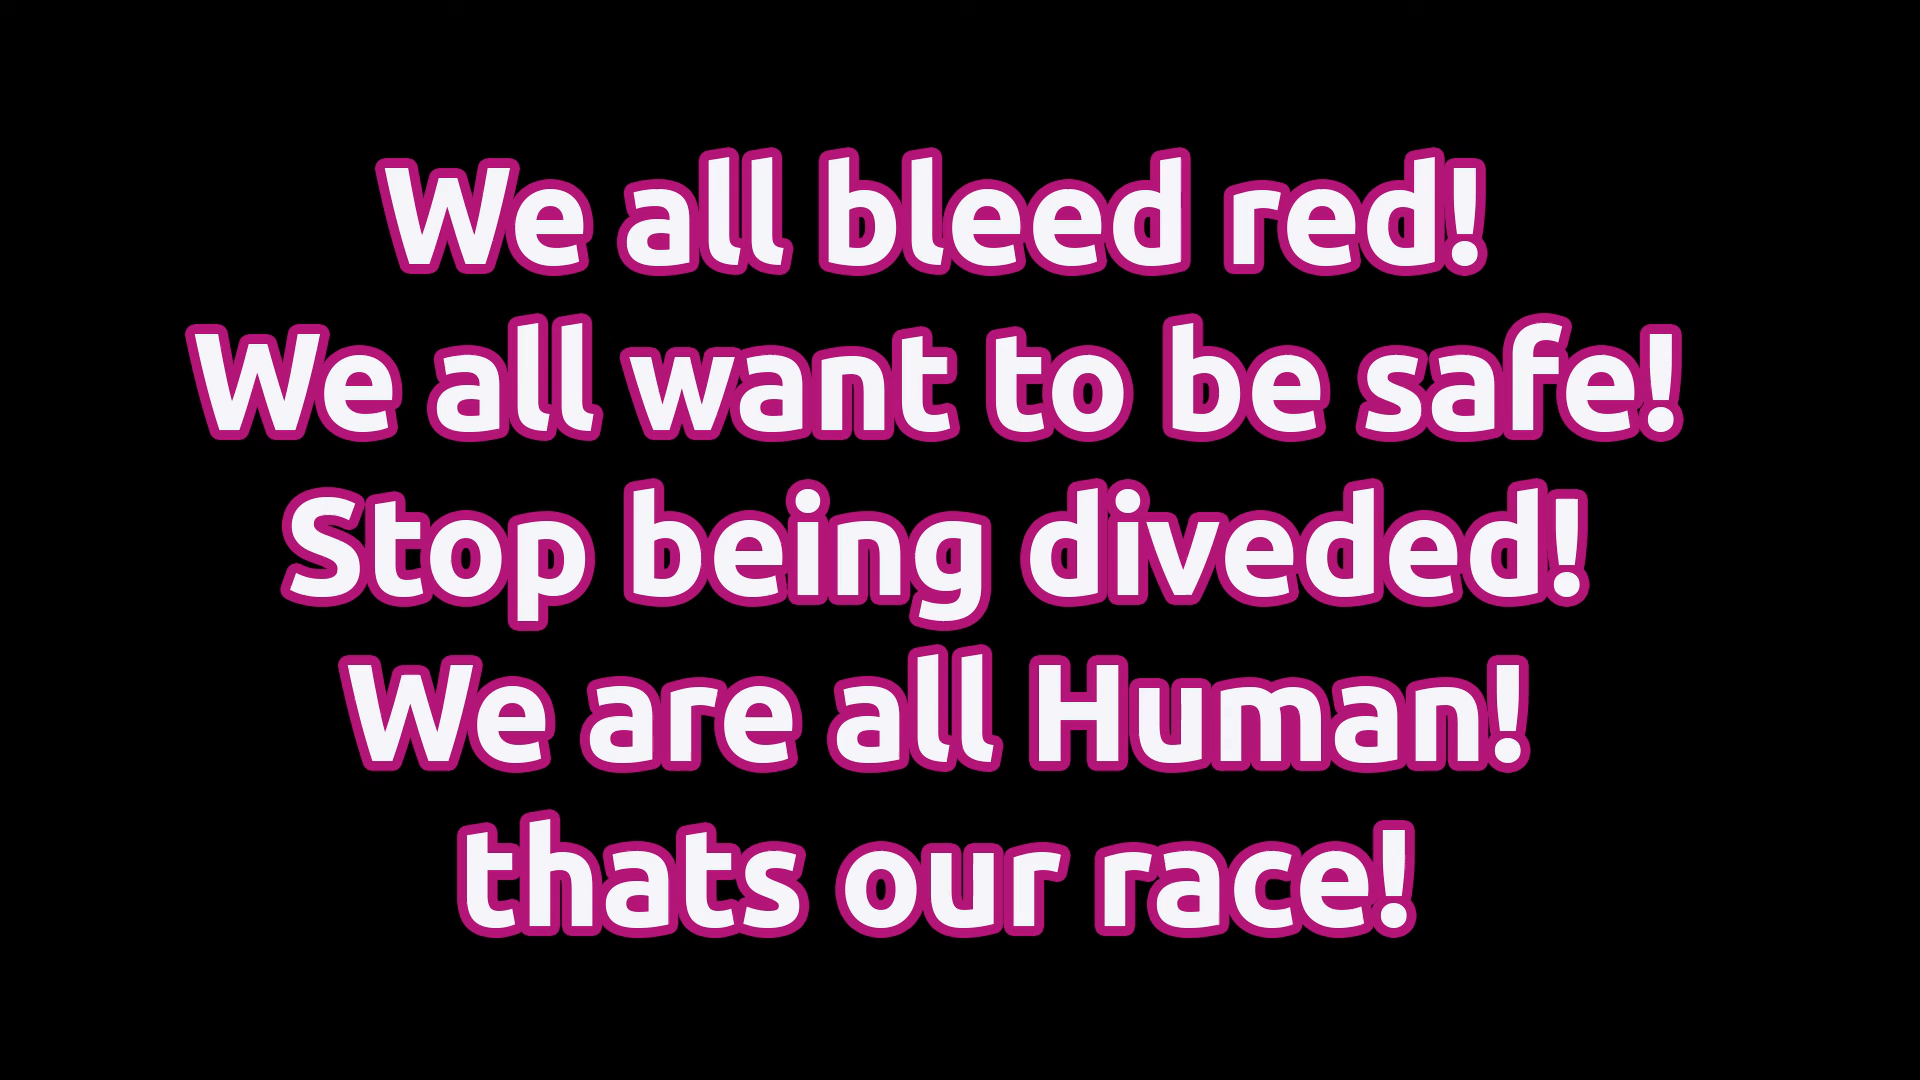 We all bleed red!
We all want to be safe!
Stop being diveded!
We are all Human!
thats our race!